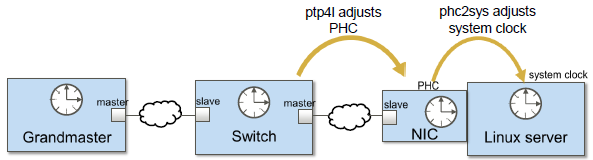 ptp4l adjusts
PHC
phc2sys adjusts
system clock
PHC
system clock
master
slave
master
slave
Grandmaster
Switch
NIC
Linux server